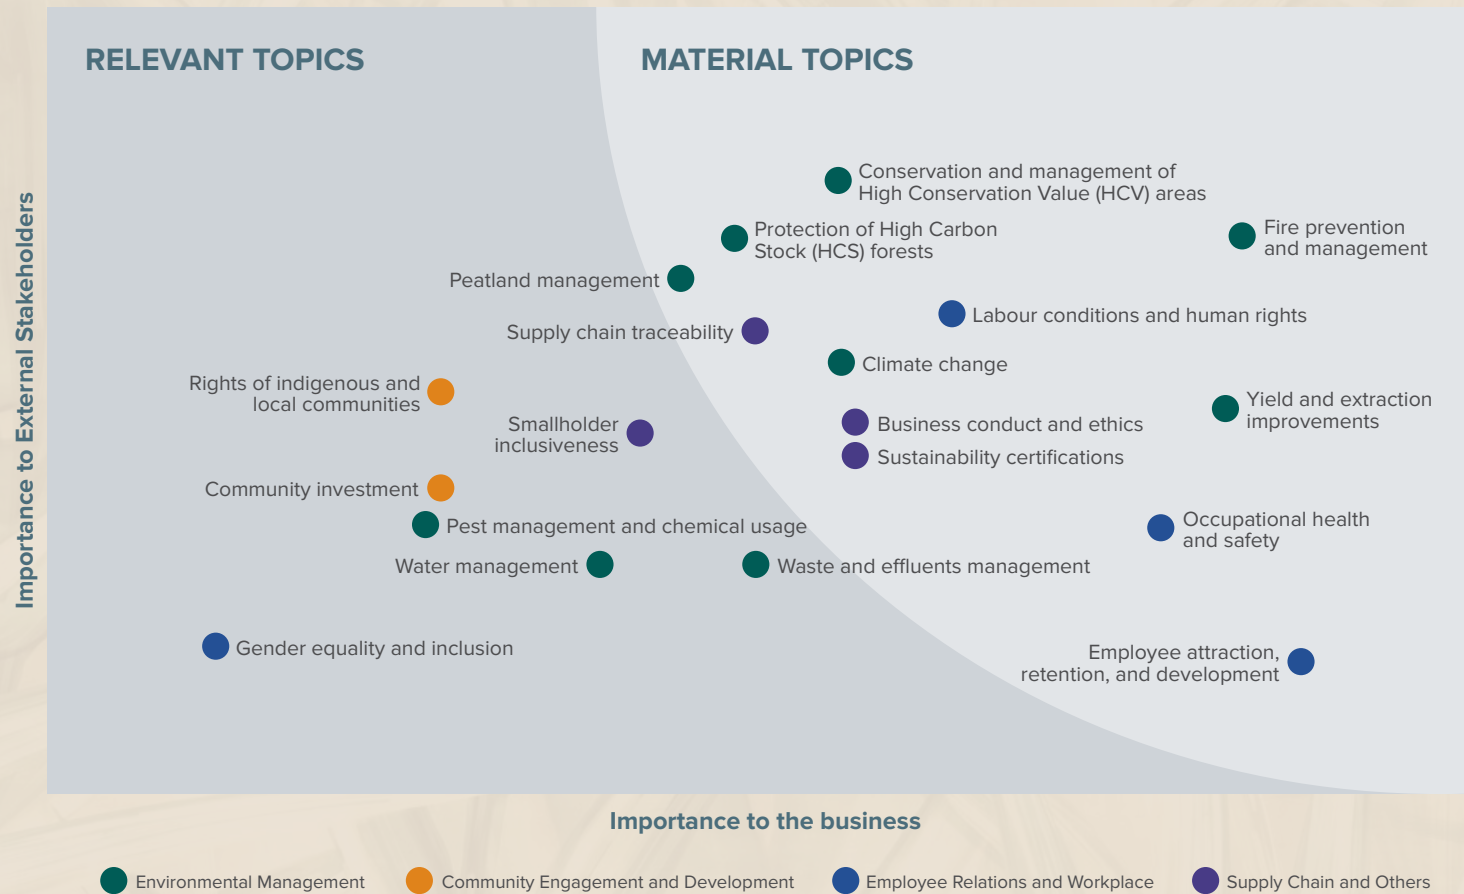 RELEVANT TOPICS
MATERIAL TOPICS
Importance to External Stakeholders
Conservation and management of
High Conservation Value (HCV) areas
Protection of High Carbon
Stock (HCS) forests
Fire prevention
and management
Peatland management
Labour conditions and human rights
Supply chain traceability
Climate change
Rights of indigenous and
local communities
Yield and extraction
improvements
Smallholder
inclusiveness
Business conduct and ethics
Sustainability certifications
Community investment
Pest management and chemical usage
Occupational health
and safety
Water management
Waste and effluents management
Gender equality and inclusion
Employee attraction,
retention, and development
Importance to the business
Environmental Management
Community Engagement and Development
Employee Relations and Workplace
Supply Chain and Others